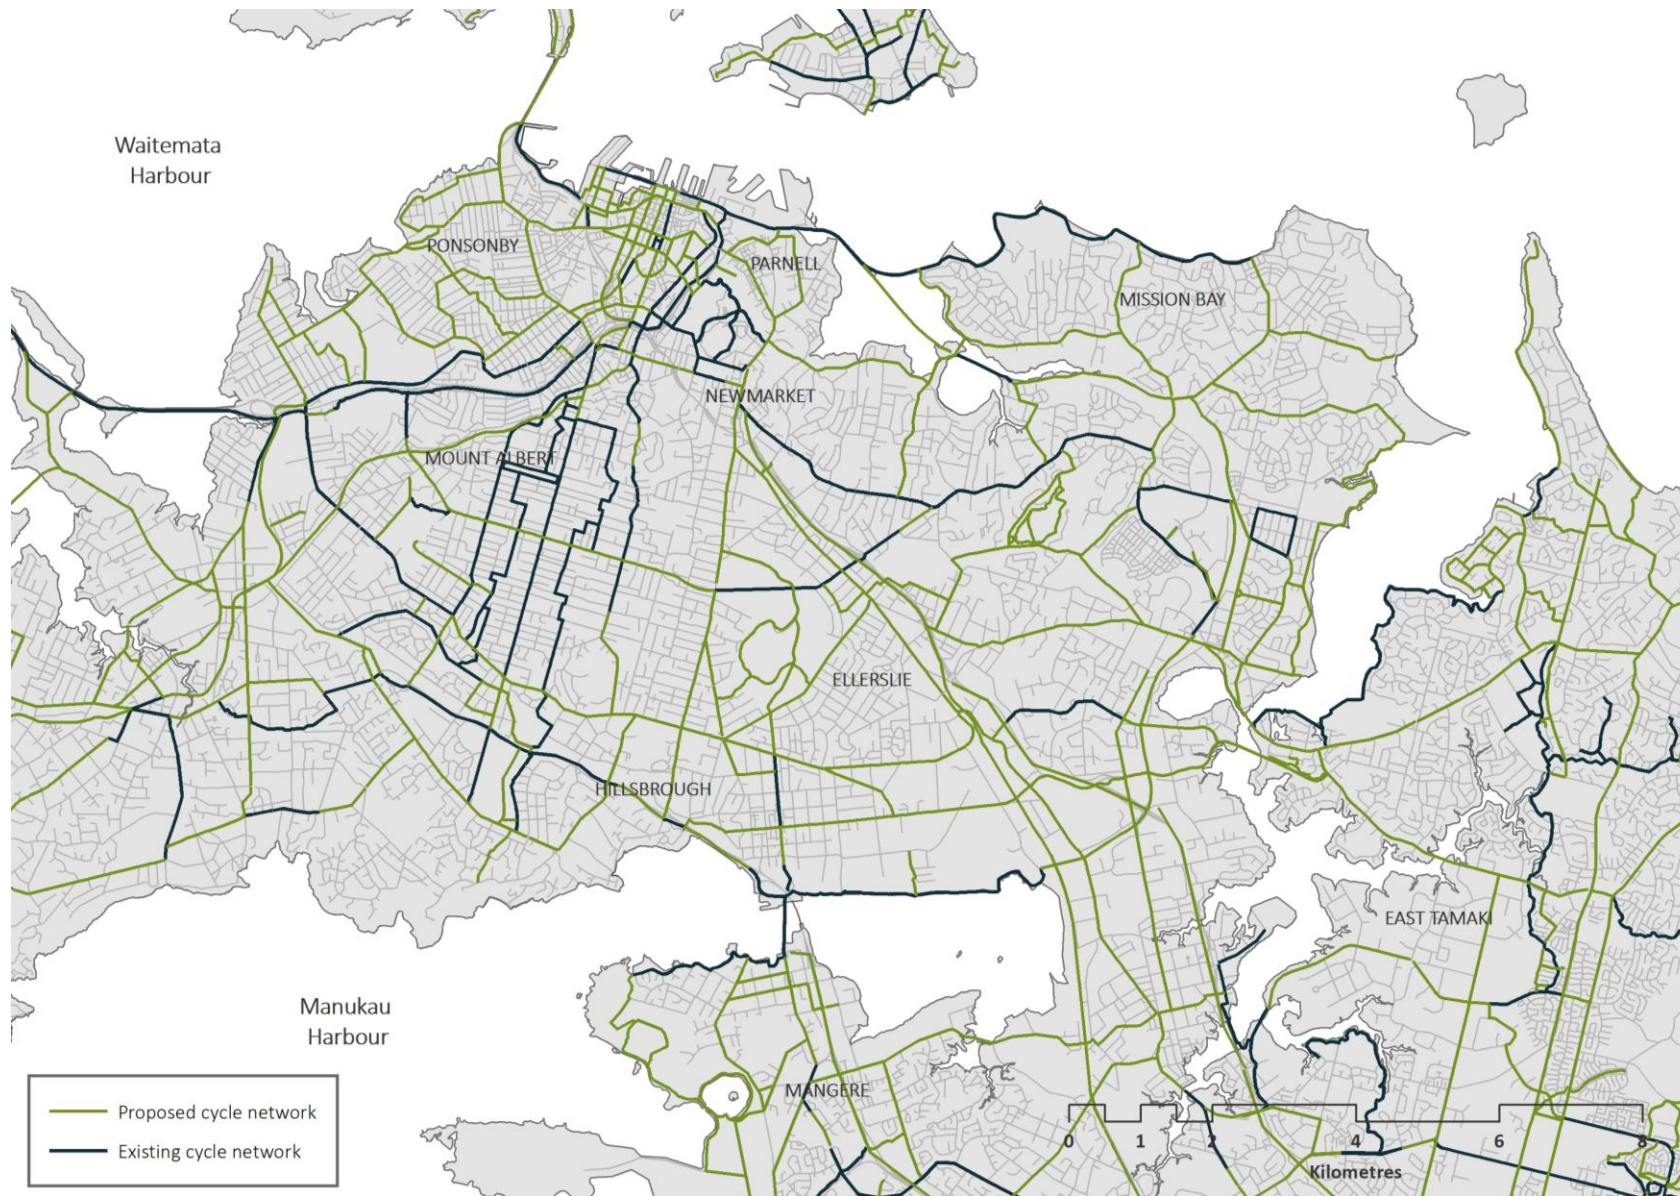 Waitemata
Harbour
PONSONBY
PARNELL
MISSION BAY
NEWMARKET
MOUNT ALBERT
ELLERSLIE
HILLSBROUGH
EAST TAMAKI
Manukau
Harbour
MANGERE
Proposed cycle network
Existing cycle network
0 1 2 4 6 8
Kilometres